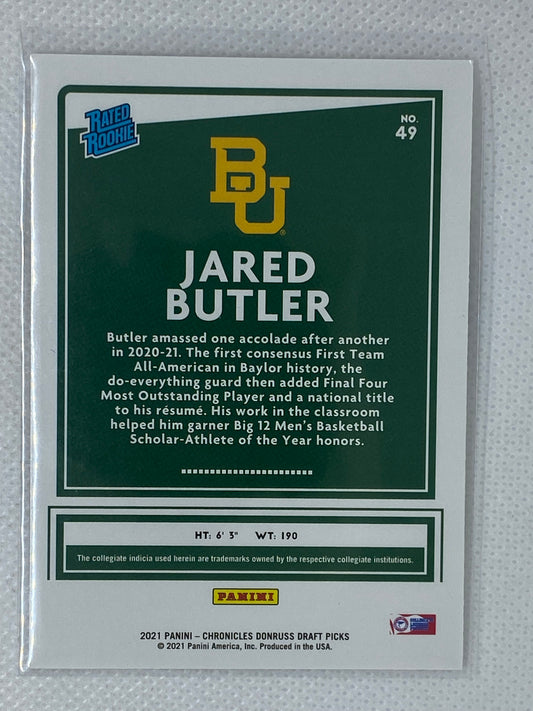 RATED
ROOKIE
NO.
49
BU
JARED
BUTLER
Butler amassed one accolade after another
in 2020-21. The first consensus First Team
All-American in Baylor history, the
do-everything guard then added Final Four
Most Outstanding Player and a national title
to his résumé. His work in the classroom
helped him garner Big 12 Men's Basketball
Scholar-Athlete of the Year honors.
HT: 6' 3" WT: 190
The collegiate indicia used herein are trademarks owned by the respective collegiate institutions.
PANINI
2021 PANINI – CHRONICLES DONRUSS DRAFT PICKS
© 2021 Panini America, Inc. Produced in the USA.